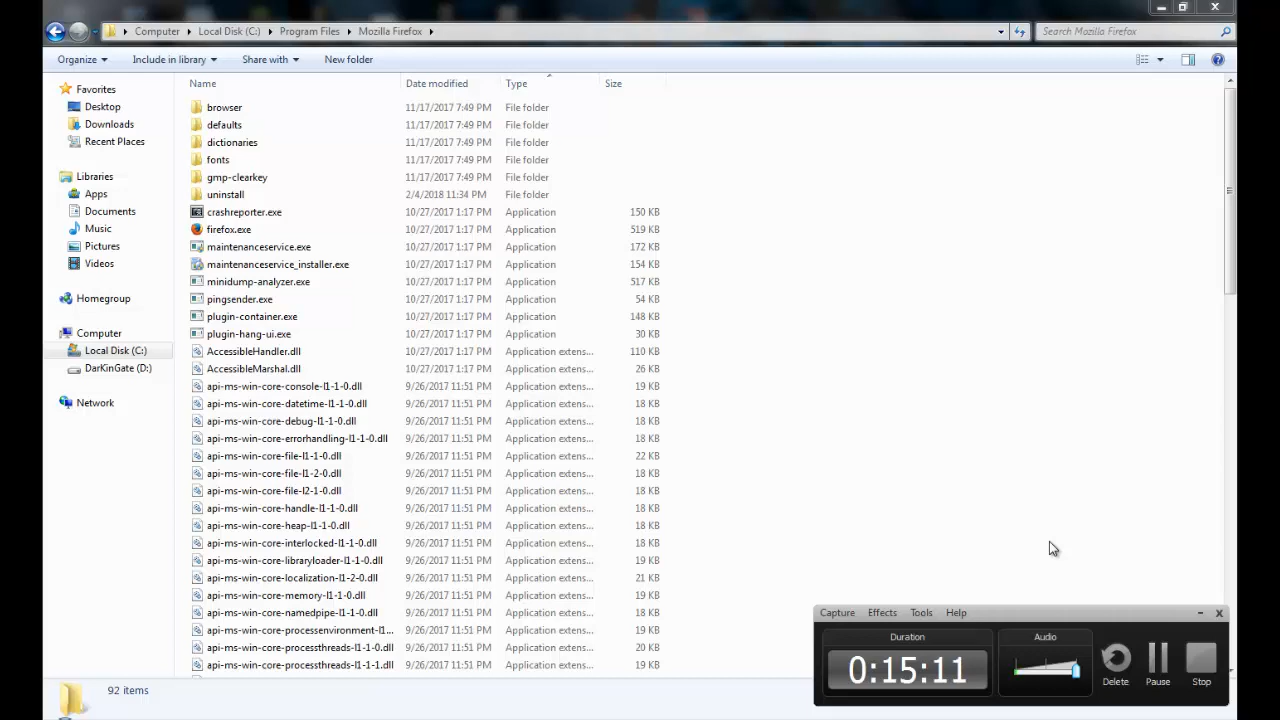 Computer Local Disk (C:) Program Files Mozilla Firefox
Search Mozilla Firefox
Organize Include in library Share with New folder
Name Date modified Type Size
Favorites
Desktop
Downloads
Recent Places
Libraries
Apps
Documents
Music
Pictures
Videos
Homegroup
Computer
Local Disk (C:)
DarKinGate (D:)
Network
browser 11/17/2017 7:49 PM File folder
defaults 11/17/2017 7:49 PM File folder
dictionaries 11/17/2017 7:49 PM File folder
fonts 11/17/2017 7:49 PM File folder
gmp-clearkey 11/17/2017 7:49 PM File folder
uninstall 2/4/2018 11:34 PM File folder
crashreporter.exe 10/27/2017 1:17 PM Application 150 KB
firefox.exe 10/27/2017 1:17 PM Application 519 KB
maintenanceservice.exe 10/27/2017 1:17 PM Application 172 KB
maintenanceservice_installer.exe 10/27/2017 1:17 PM Application 154 KB
minidump-analyzer.exe 10/27/2017 1:17 PM Application 517 KB
pingsender.exe 10/27/2017 1:17 PM Application 54 KB
plugin-container.exe 10/27/2017 1:17 PM Application 148 KB
plugin-hang-ui.exe 10/27/2017 1:17 PM Application 30 KB
AccessibleHandler.dll 10/27/2017 1:17 PM Application extens... 110 KB
AccessibleMarshal.dll 10/27/2017 1:17 PM Application extens... 26 KB
api-ms-win-core-console-l1-1-0.dll 9/26/2017 11:51 PM Application extens... 19 KB
api-ms-win-core-datetime-l1-1-0.dll 9/26/2017 11:51 PM Application extens... 18 KB
api-ms-win-core-debug-l1-1-0.dll 9/26/2017 11:51 PM Application extens... 18 KB
api-ms-win-core-errorhandling-l1-1-0.dll 9/26/2017 11:51 PM Application extens... 18 KB
api-ms-win-core-file-l1-1-0.dll 9/26/2017 11:51 PM Application extens... 22 KB
api-ms-win-core-file-l1-2-0.dll 9/26/2017 11:51 PM Application extens... 18 KB
api-ms-win-core-file-l2-1-0.dll 9/26/2017 11:51 PM Application extens... 18 KB
api-ms-win-core-handle-l1-1-0.dll 9/26/2017 11:51 PM Application extens... 18 KB
api-ms-win-core-heap-l1-1-0.dll 9/26/2017 11:51 PM Application extens... 18 KB
api-ms-win-core-interlocked-l1-1-0.dll 9/26/2017 11:51 PM Application extens... 18 KB
api-ms-win-core-libraryloader-l1-1-0.dll 9/26/2017 11:51 PM Application extens... 19 KB
api-ms-win-core-localization-l1-2-0.dll 9/26/2017 11:51 PM Application extens... 21 KB
api-ms-win-core-memory-l1-1-0.dll 9/26/2017 11:51 PM Application extens... 19 KB
api-ms-win-core-namedpipe-l1-1-0.dll 9/26/2017 11:51 PM Application extens... 18 KB
api-ms-win-core-processenvironment-l1... 9/26/2017 11:51 PM Application extens... 19 KB
api-ms-win-core-processthreads-l1-1-0.dll 9/26/2017 11:51 PM Application extens... 20 KB
api-ms-win-core-processthreads-l1-1-1.dll 9/26/2017 11:51 PM Application extens... 19 KB
92 items
Capture Effects Tools Help
Duration
0:15:11
Audio
Delete Pause Stop